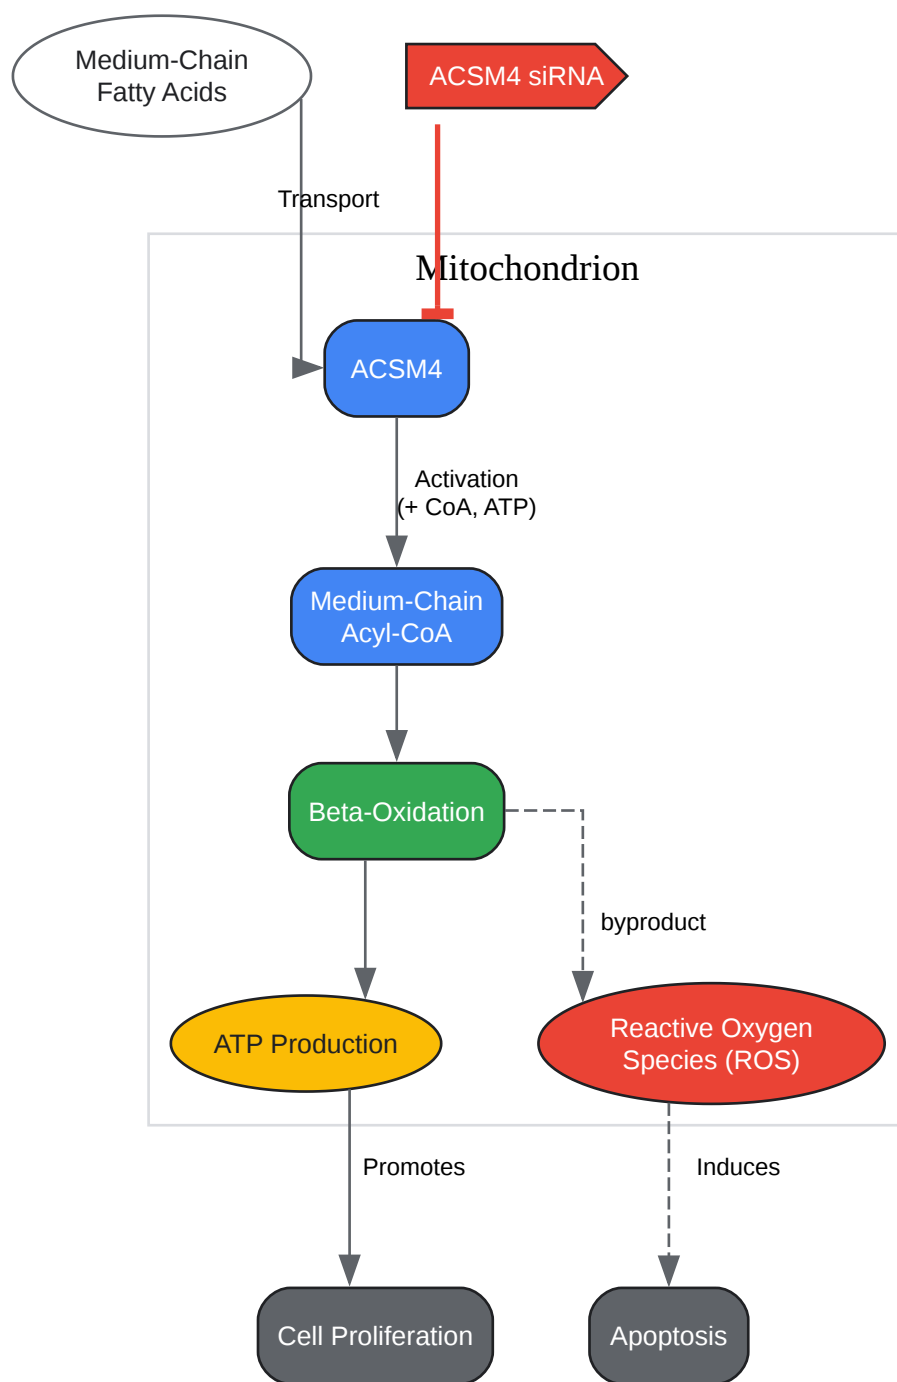 Medium-Chain
Fatty Acids
ACSM4 siRNA
Transport
Mitochondrion
ACSM4
Activation
(+ CoA, ATP)
Medium-Chain
Acyl-CoA
Beta-Oxidation
byproduct
ATP Production
Reactive Oxygen
Species (ROS)
Promotes
Induces
Cell Proliferation
Apoptosis